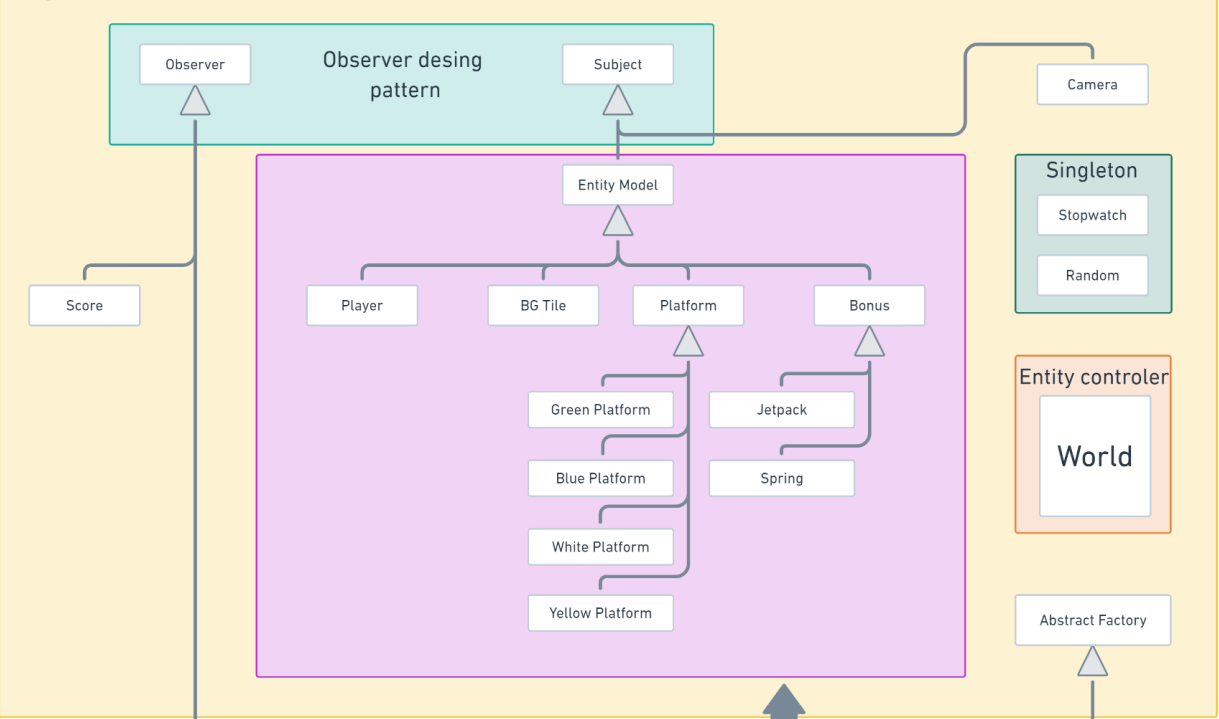 Observer
Observer desing
pattern
Subject
Camera
Entity Model
Singleton
Stopwatch
Random
Score
Player
BG Tile
Platform
Bonus
Green Platform
Jetpack
Blue Platform
Spring
White Platform
Yellow Platform
Entity controler
World
Abstract Factory